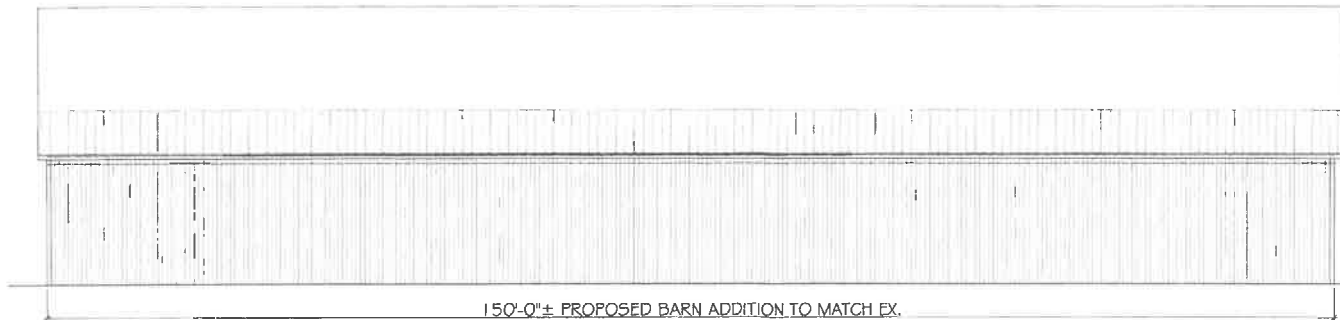 150'-0"± PROPOSED BARN ADDITION TO MATCH EX.